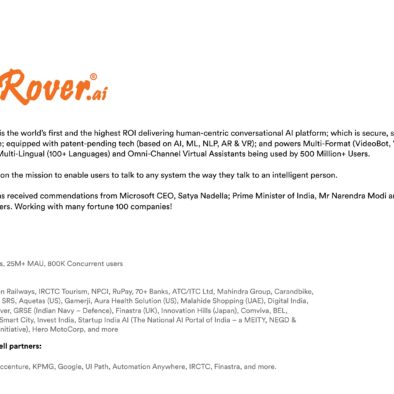 Rover®.ai
is the world's first and the highest ROI delivering human-centric conversational AI platform; which is secure, s
e; equipped with patent-pending tech (based on AI, ML, NLP, AR & VR); and powers Multi-Format (VideoBot,
Multi-Lingual (100+ Languages) and Omni-Channel Virtual Assistants being used by 500 Million+ Users.
on the mission to enable users to talk to any system the way they talk to an intelligent person.
s received commendations from Microsoft CEO, Satya Nadella; Prime Minister of India, Mr Narendra Modi a
ers. Working with many fortune 100 companies!
s, 25M+ MAU, 800K Concurrent users
n Railways, IRCTC Tourism, NPCI, RuPay, 70+ Banks, ATC/ITC Ltd, Mahindra Group, Carandbike,
SRS, Aquetas (US), Gamerji, Aura Health Solution (US), Malahide Shopping (UAE), Digital India,
ver, GRSE (Indian Navy – Defence), Finastra (UK), Innovation Hills (Japan), Comviva, BEL,
Smart City, Invest India, Startup India AI (The National AI Portal of India – a MEITY, NEGD &
nitiative), Hero MotoCorp, and more
ell partners:
ccenture, KPMG, Google, UI Path, Automation Anywhere, IRCTC, Finastra, and more.